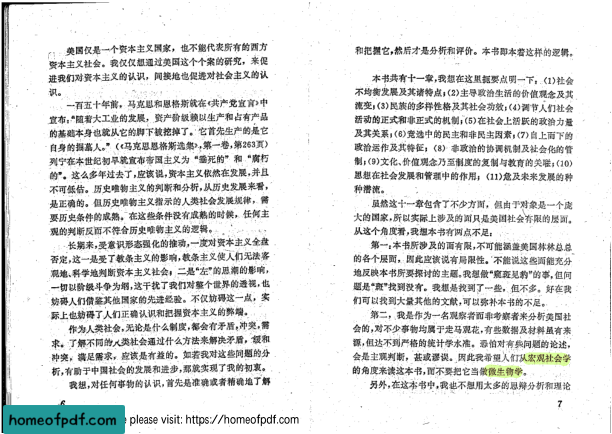 美国仅是一个资本主义国家，也不能代表所有的西方
资本主义社会。我仅仅想通过美国这个个案的研究，来促
进我们对资本主义的认识，间接地也促进对社会主义的认
识。
一百五十年前，马克思和恩格斯就在《共产党宣言》中
宣布：“随着大工业的发展，资产阶级赖以生产和占有产品
的基础本身也就从它的脚下被挖掉了。它首先生产的是它
自身的掘墓人。”（《马克思恩格斯选集》，第一卷，第263页）
列宁在本世纪初早就宣布帝国主义为“垂死的”和“腐朽
的”。这么多年过去了，应该说，资本主义依然在发展，并且
不可低估。历史唯物主义的判断和分析，从历史发展来看，
是正确的。但历史唯物主义指示的人类社会发展规律，需
要历史条件的成熟。在这些条件没有成熟的时候，任何主
观的判断反而不符合历史唯物主义的逻辑。
长期来，受意识形态强化的推动，一度对资本主义全盘
否定，这一是受了教条主义的影响，教条主义使人们无法客
观地、科学地判断资本主义社会；二是“左”的思潮的影响，
一切以阶级斗争为纲，这干扰了我们对整个世界的透视，也
妨碍人们借鉴其他国家的先进经验。不仅妨碍这一点，实
际上也妨碍了人们正确认识和把握资本主义的弊端。
作为人类社会，无论是什么制度，都会有矛盾，冲突，需
求。了解不同的人类社会通过什么方法来解决矛盾，缓和
冲突，满足需求，应该是有益的。如若我对这些问题的分
析，有助于中国社会的发展和进步，那就实现了我的初衷。
我想，对任何事物的认识，首先是准确或者精确地了解
6
和把握它，然后才是分析和评价。本书即本着这样的逻辑。
本书共有十一章，我想在这里扼要点明一下：(1)社会
不均衡发展及其诸特点；(2)主导政治生活的价值观念及其
流变；(3)民族的多样性格及其社会功效；(4)调节人们社会
活动的正式和非正式的机制；(5)在社会上活跃的政治力量
及其关系；(6)竞选中的民主和非民主因素；(7)自上而下的
政治运作及其特征；(8)非政治的协调机制及社会化的管
制；(9)文化、价值观念乃至制度的复制与教育的关联；(10)
思想在社会发展和管理中的作用；(11)危及未来发展的种
种潜流。
虽然这十一章包含了不少方面，但由于对象是一个庞
大的国家，所以实际上涉及的面只是美国社会有限的层面。
从这个角度看，我想本书有两点不足：
第一：本书所涉及的面有限，不可能涵盖美国林林总总
的各个层面，因此应该说有局限性。不能说这些面能充分
地反映本书所要探讨的主题。我想做“窥斑见豹”的事，但问
题是“斑”找到没有。我想是找到了一些，但不多。好在我
们可以找到大量其他的文献，可以弥补本书的不足。
第二，我是作为一名观察者而非考察者来分析美国社
会的，对不少事物均属于走马观花，有些数据及材料虽有来
源，但达不到严格的统计学水准。恐怕对有些问题的论述，
会是主观判断，甚或谬误。因此我希望人们从宏观社会学
的角度来读这本书，而不要把它当做微生物学。
另外，在这本书中，我也不想用太多的思辩分析和理论
7
homeofpdf.com
please visit: https://homeofpdf.com
homeofpdf.com